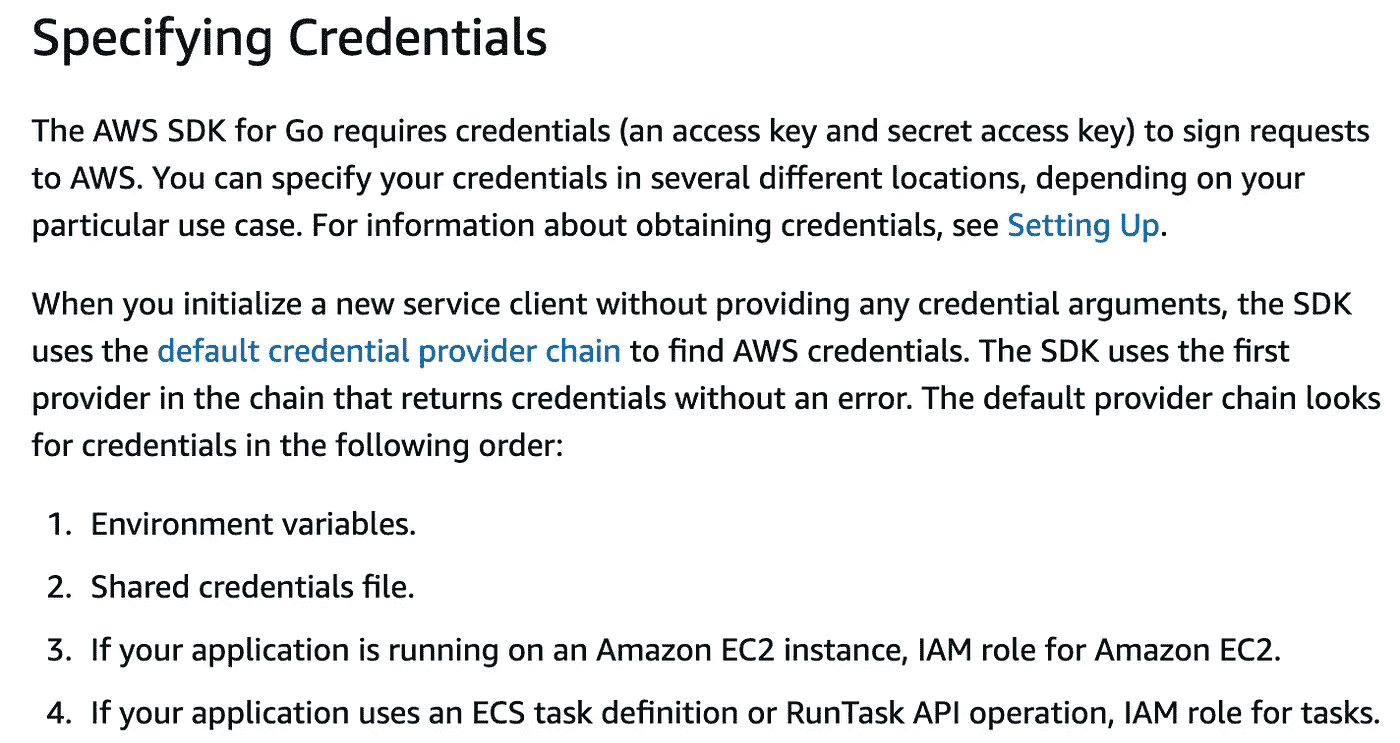 Specifying Credentials
The AWS SDK for Go requires credentials (an access key and secret access key) to sign requests
to AWS. You can specify your credentials in several different locations, depending on your
particular use case. For information about obtaining credentials, see Setting Up.
When you initialize a new service client without providing any credential arguments, the SDK
uses the default credential provider chain to find AWS credentials. The SDK uses the first
provider in the chain that returns credentials without an error. The default provider chain looks
for credentials in the following order:
1. Environment variables.
2. Shared credentials file.
3. If your application is running on an Amazon EC2 instance, IAM role for Amazon EC2.
4. If your application uses an ECS task definition or RunTask API operation, IAM role for tasks.